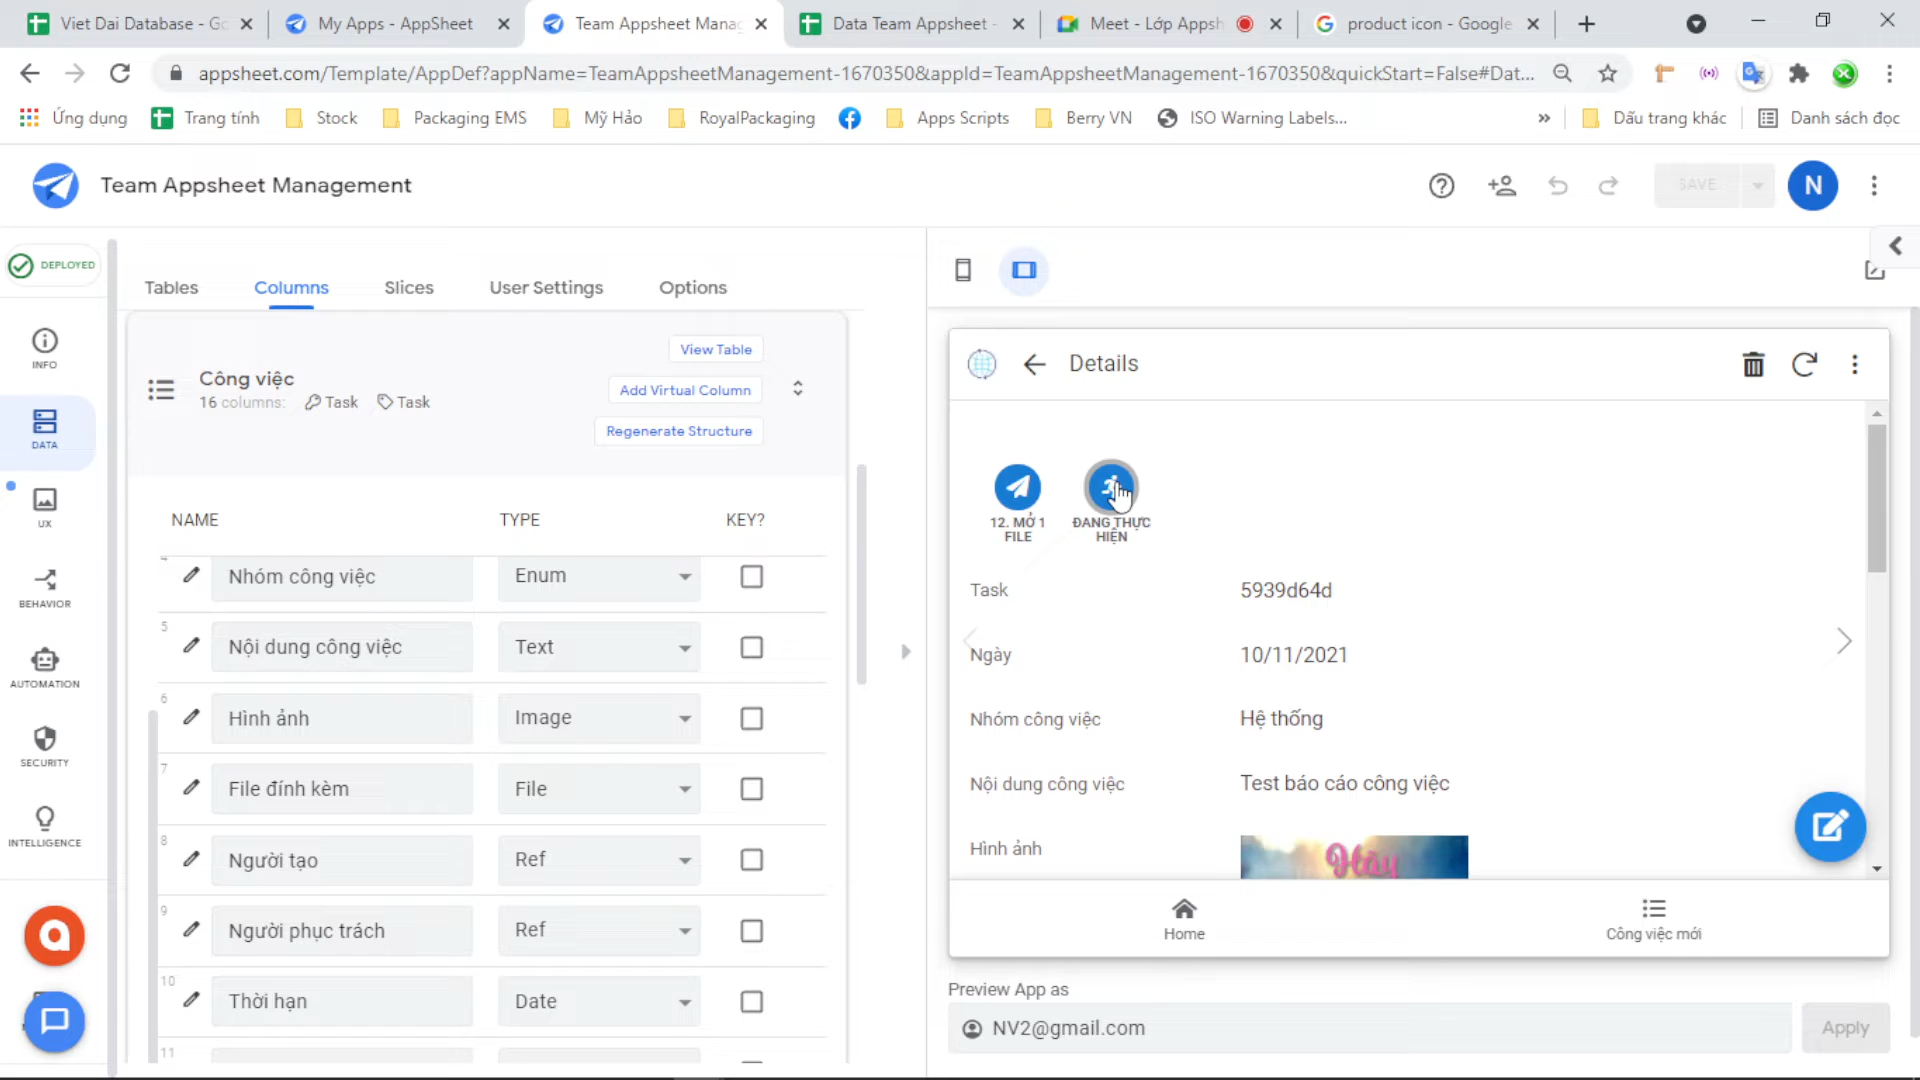 Viet Dai Database - Go
My Apps - AppSheet
Team Appsheet Manag
Data Team Appsheet -
Meet - Lớp Appsh
product icon - Google
appsheet.com/Template/AppDef?appName=TeamAppsheetManagement-1670350&appId=TeamAppsheetManagement-1670350&quickStart=False#Dat...
Ứng dụng
Trang tính
Stock
Packaging EMS
Mỹ Hảo
RoyalPackaging
Apps Scripts
Berry VN
ISO Warning Labels...
»
Dấu trang khác
Danh sách đọc
Team Appsheet Management
SAVE
N
DEPLOYED
INFO
DATA
UX
BEHAVIOR
AUTOMATION
SECURITY
INTELLIGENCE
Tables
Columns
Slices
User Settings
Options
Công việc
16 columns: Task Task
View Table
Add Virtual Column
Regenerate Structure
NAME TYPE KEY?
4 Nhóm công việc Enum
5 Nội dung công việc Text
6 Hình ảnh Image
7 File đính kèm File
8 Người tạo Ref
9 Người phục trách Ref
10 Thời hạn Date
11
Details
12. MỞ 1
FILE
ĐANG THỰC
HIỆN
Task 5939d64d
Ngày 10/11/2021
Nhóm công việc Hệ thống
Nội dung công việc Test báo cáo công việc
Hình ảnh Hãy
Home
Công việc mới
Preview App as
NV2@gmail.com
Apply